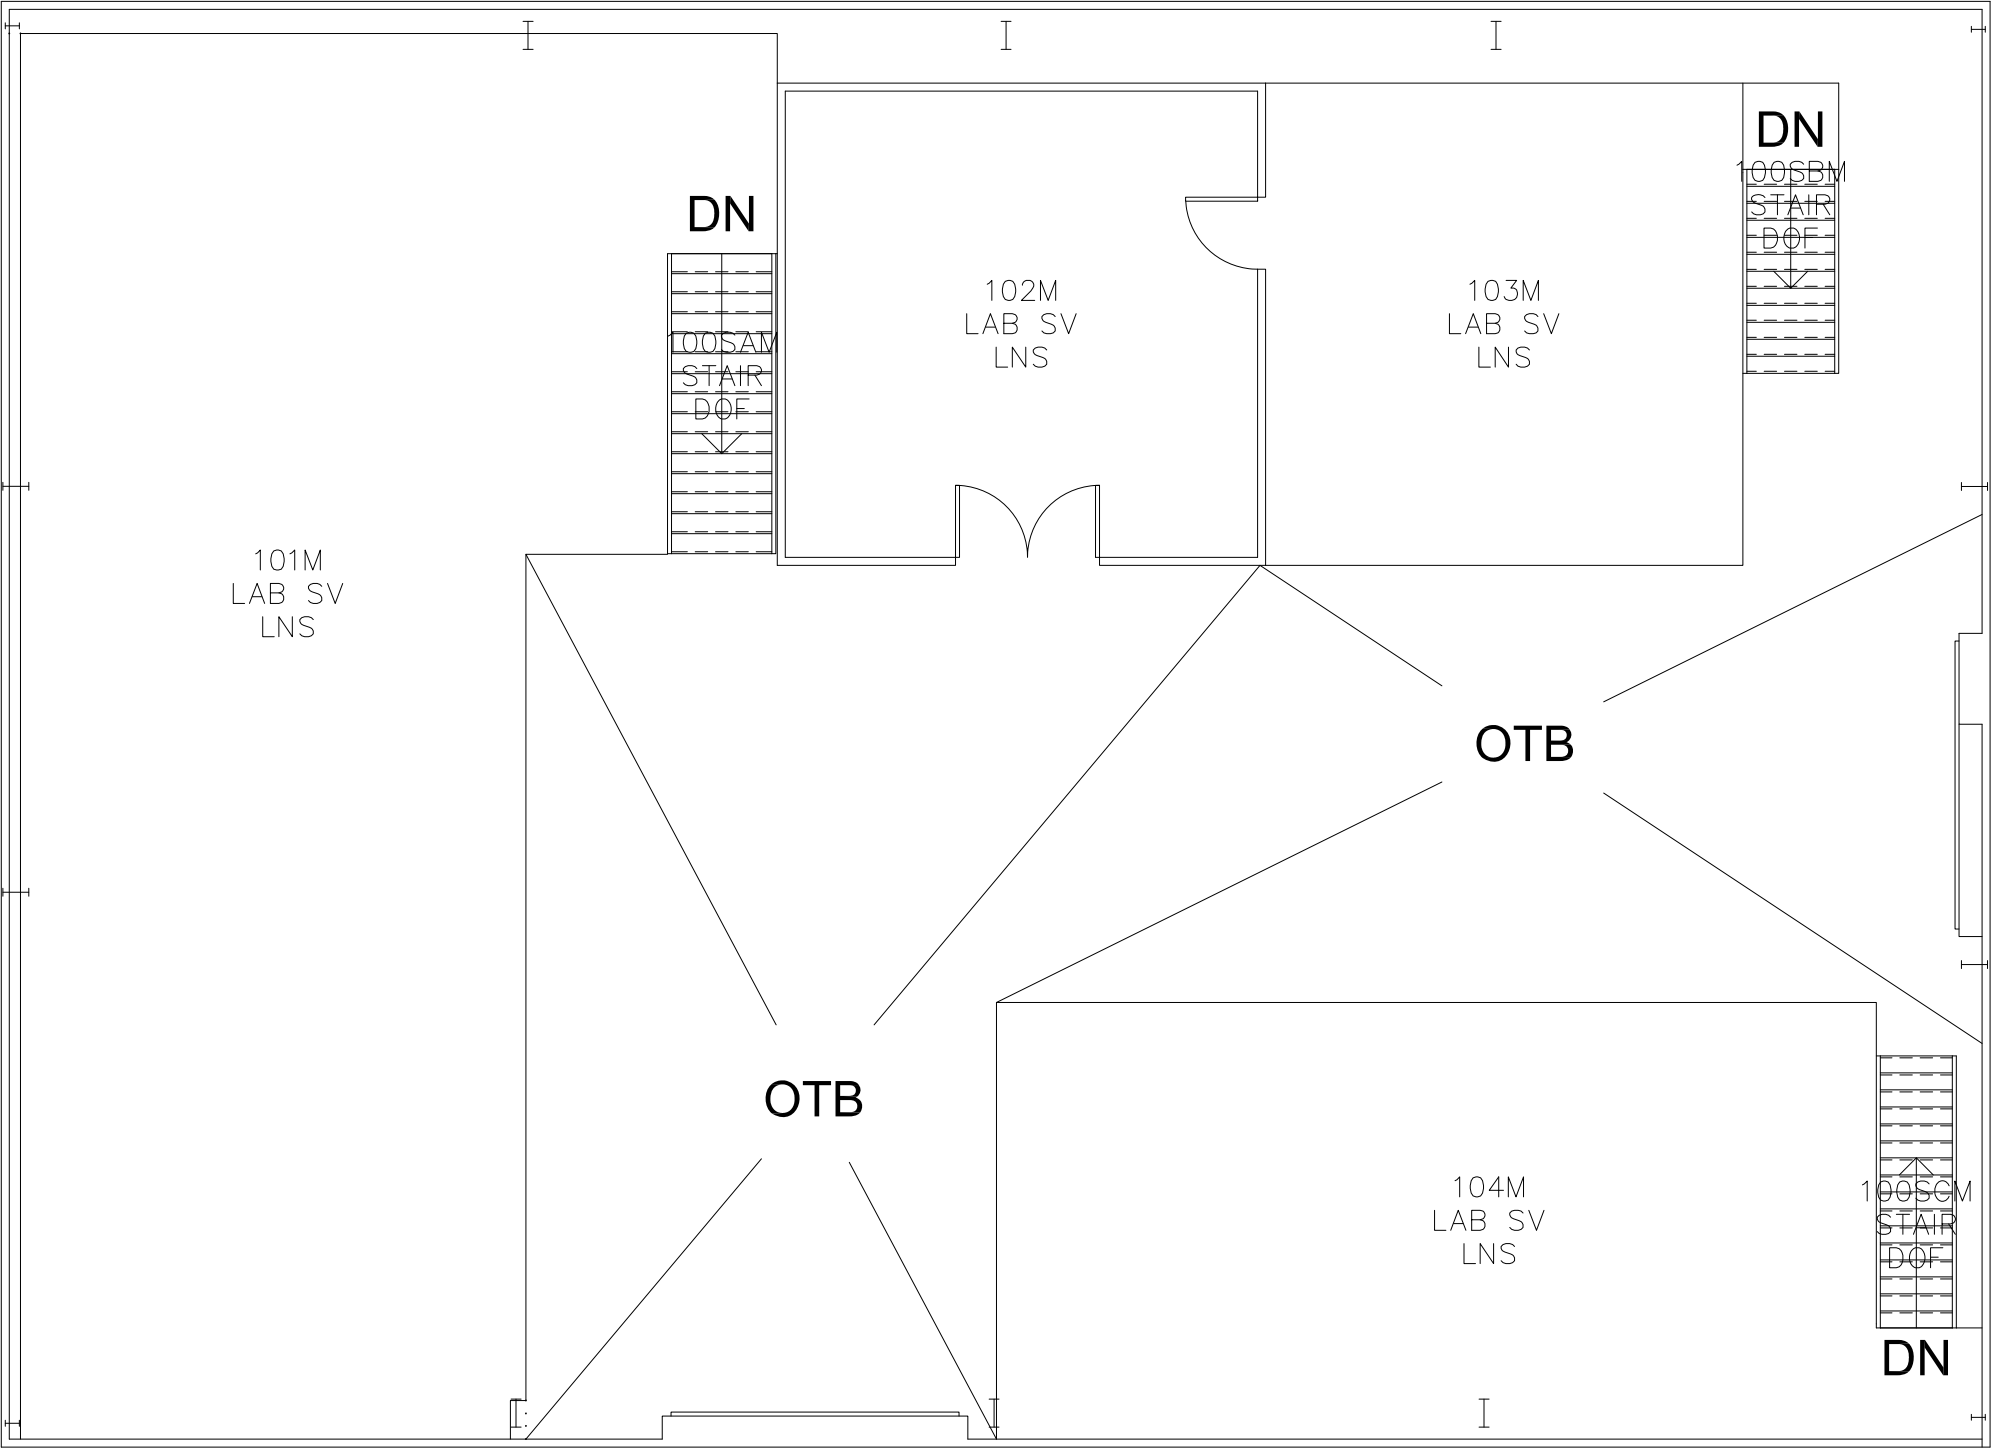 DN
100SBM
STAIR
DOF
DN
100SAM
STAIR
DOF
102M
LAB SV
LNS
103M
LAB SV
LNS
101M
LAB SV
LNS
OTB
OTB
104M
LAB SV
LNS
100SCM
STAIR
DOF
DN